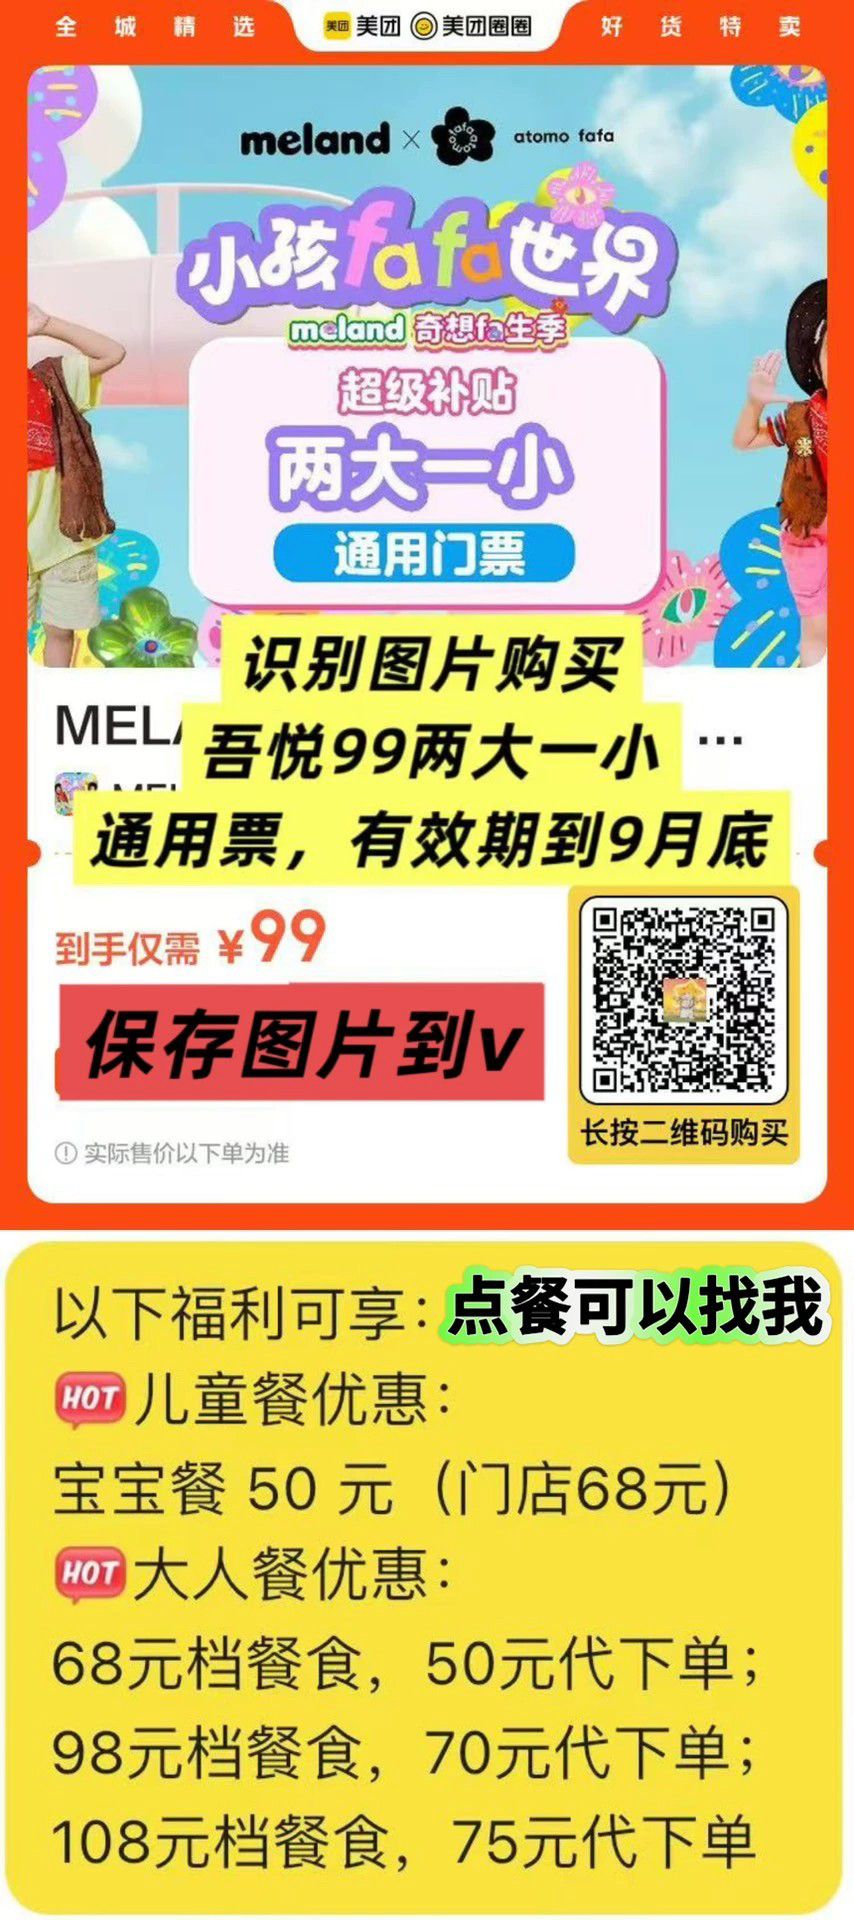 全城精选
美团 美团 美团圈圈
好货特卖
meland × atomo fafa
小孩fafa世界
meland 奇想fa生季
超级补贴
两大一小
通用门票
识别图片购买
MEL
吾悦99两大一小
...
通用票，有效期到9月底
到手仅需 ¥99
保存图片到v
长按二维码购买
实际售价以下单为准
以下福利可享：点餐可以找我
HOT 儿童餐优惠：
宝宝餐 50 元（门店68元）
HOT 大人餐优惠：
68元档餐食，50元代下单；
98元档餐食，70元代下单；
108元档餐食，75元代下单